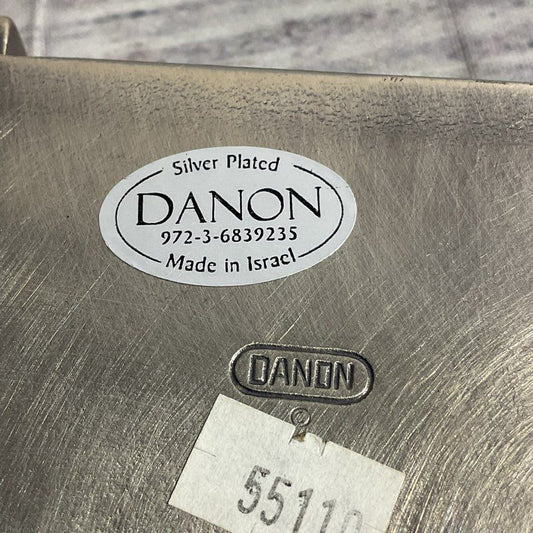 Silver Plated
DANON
972-3-6839235
Made in Israel
DANON
©